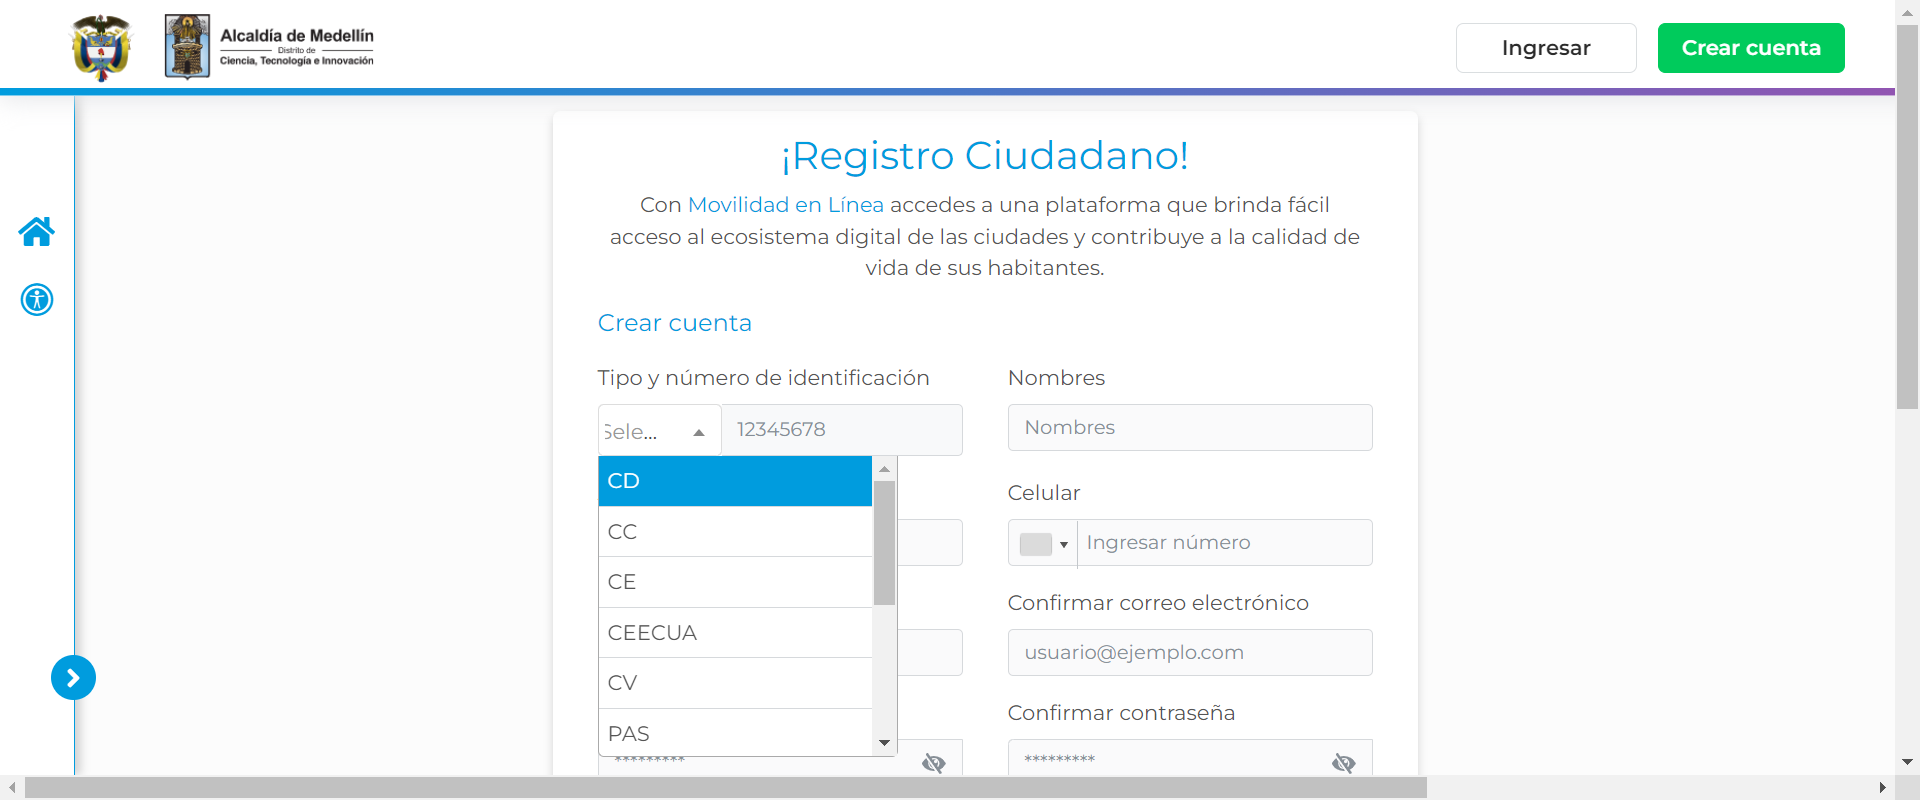 Alcaldía de Medellín
Distrito de
Ciencia, Tecnología e Innovación
Ingresar
Crear cuenta
¡Registro Ciudadano!
Con Movilidad en Línea accedes a una plataforma que brinda fácil
acceso al ecosistema digital de las ciudades y contribuye a la calidad de
vida de sus habitantes.
Crear cuenta
Tipo y número de identificación
Nombres
Sele...
12345678
Nombres
CD
CC
CE
CEECUA
CV
PAS
Celular
Ingresar número
Confirmar correo electrónico
usuario@ejemplo.com
Confirmar contraseña
*********
*********